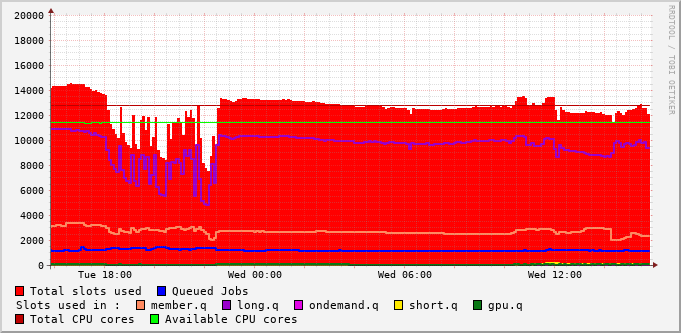 20000
18000
16000
14000
12000
10000
8000
6000
4000
2000
0
Tue 18:00 Wed 00:00 Wed 06:00 Wed 12:00
Total slots used Queued Jobs
Slots used in : member.q long.q ondemand.q short.q gpu.q
Total CPU cores Available CPU cores
RRDTOOL / TOBI OETIKER